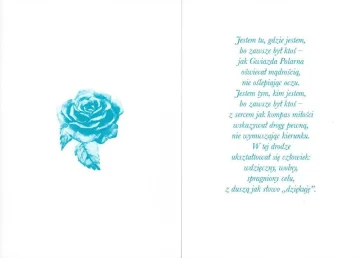 Jestem tu, gdzie jestem,
bo zawsze był ktoś –
jak Gwiazda Polarna
oświecał mądrością,
nie oślepiając oczu.
Jestem tym, kim jestem,
bo zawsze był ktoś –
z sercem jak kompas miłości
wskazywał drogę pewną,
nie wymuszając kierunku.
W tej drodze
ukształtował się człowiek:
wdzięczny, wolny,
spragniony celu,
z duszą jak słowo „dziękuję”.